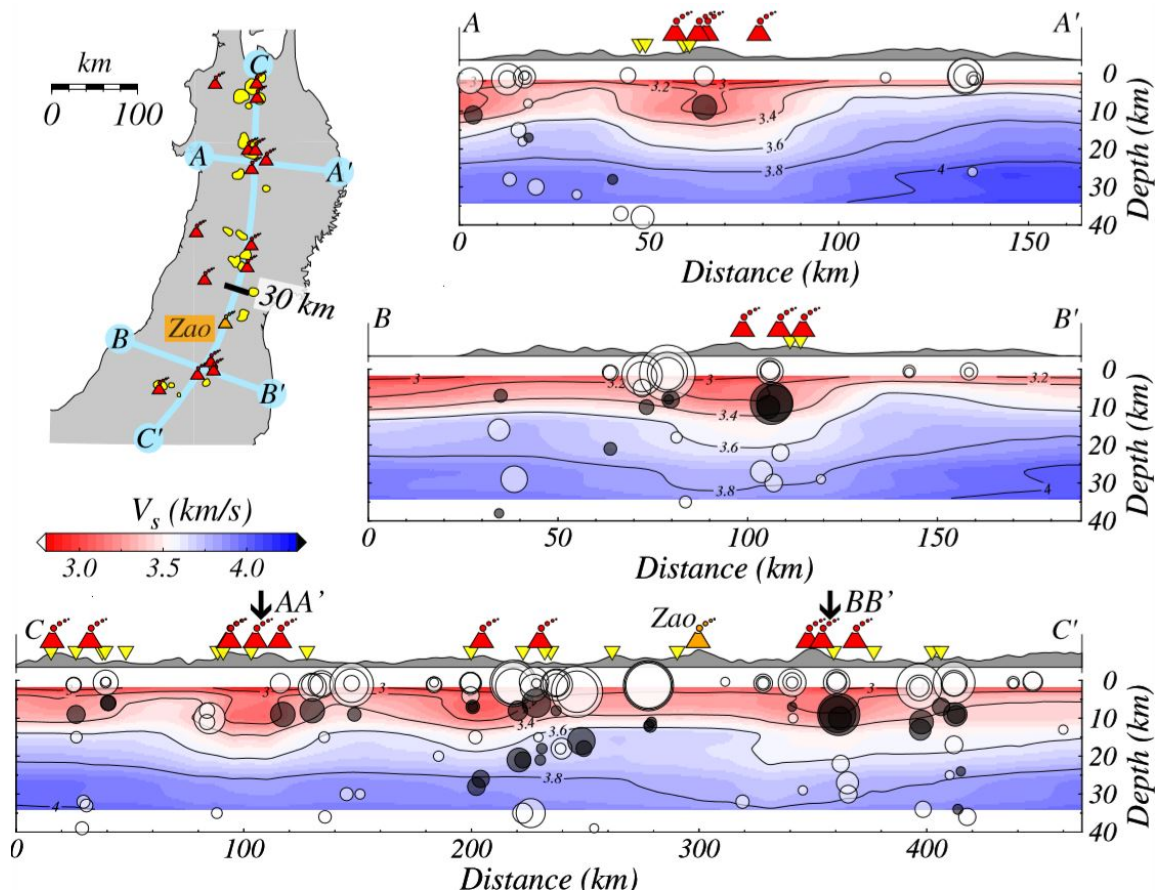 km
0 100
C
A
A'
30 km
Zao
B
B'
C'
V_s (km/s)
3.0 3.5 4.0
A A'
3 3 3.2 3.4 3.6 3.8 4
0
10
20
30
40
Depth (km)
0 50 100 150
Distance (km)
B B'
3 3.2 3 3.2 3.4 3.6 3.8 4
0
10
20
30
40
Depth (km)
0 50 100 150
Distance (km)
C AA' Zao BB' C'
3 3 3 3.4 3.6 3.8 4
0
10
20
30
40
Depth (km)
0 100 200 300 400
Distance (km)